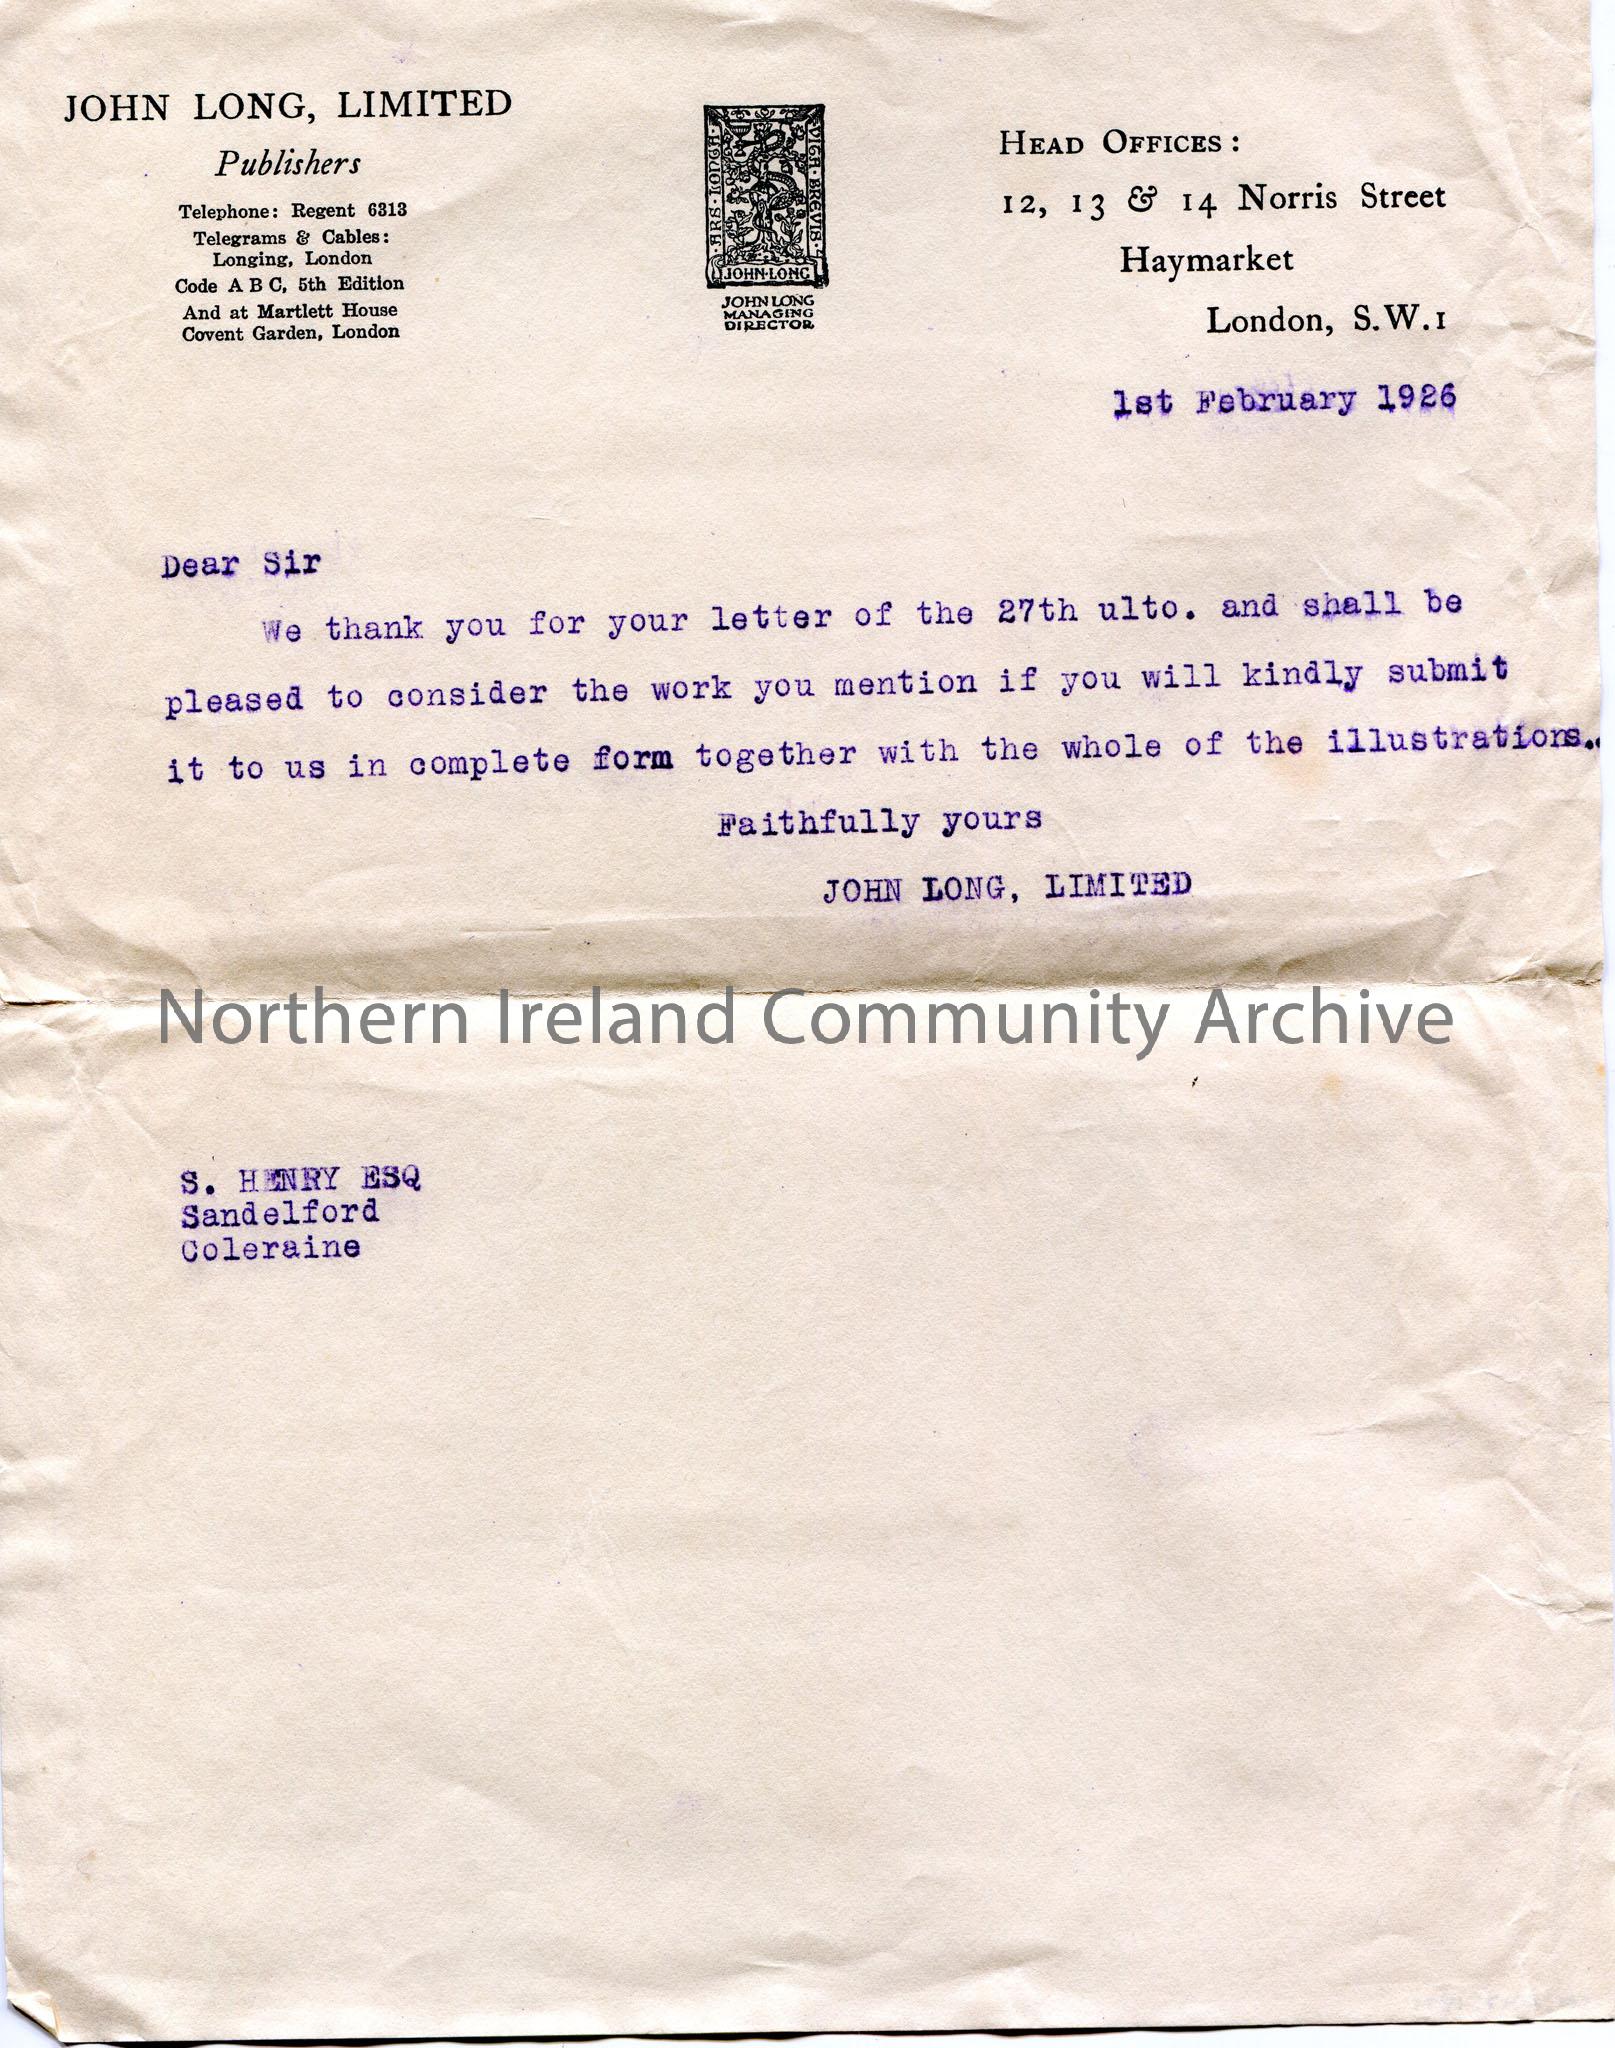 JOHN LONG, LIMITED
Publishers
Telephone: Regent 6313
Telegrams & Cables:
Longing, London
Code A B C, 5th Edition
And at Martlett House
Covent Garden, London
ARS·LONGA·
VITA·BREVIS·
JOHN·LONG
JOHN LONG
MANAGING
DIRECTOR
HEAD OFFICES:
12, 13 & 14 Norris Street
Haymarket
London, S.W.1
1st February 1926
Dear Sir
We thank you for your letter of the 27th ulto. and shall be
pleased to consider the work you mention if you will kindly submit
it to us in complete form together with the whole of the illustrations..
Faithfully yours
JOHN LONG, LIMITED
Northern Ireland Community Archive
S. HENRY ESQ
Sandelford
Coleraine